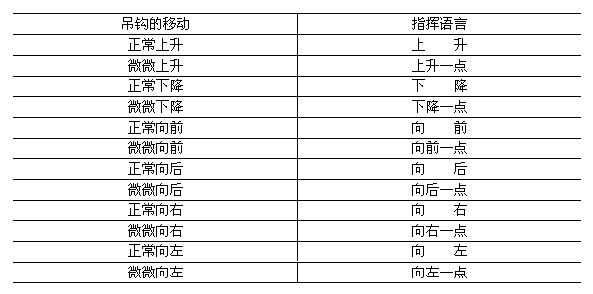 吊钩的移动 指挥语言
正常上升 上 升
微微上升 上升一点
正常下降 下 降
微微下降 下降一点
正常向前 向 前
微微向前 向前一点
正常向后 向 后
微微向后 向后一点
正常向右 向 右
微微向右 向右一点
正常向左 向 左
微微向左 向左一点